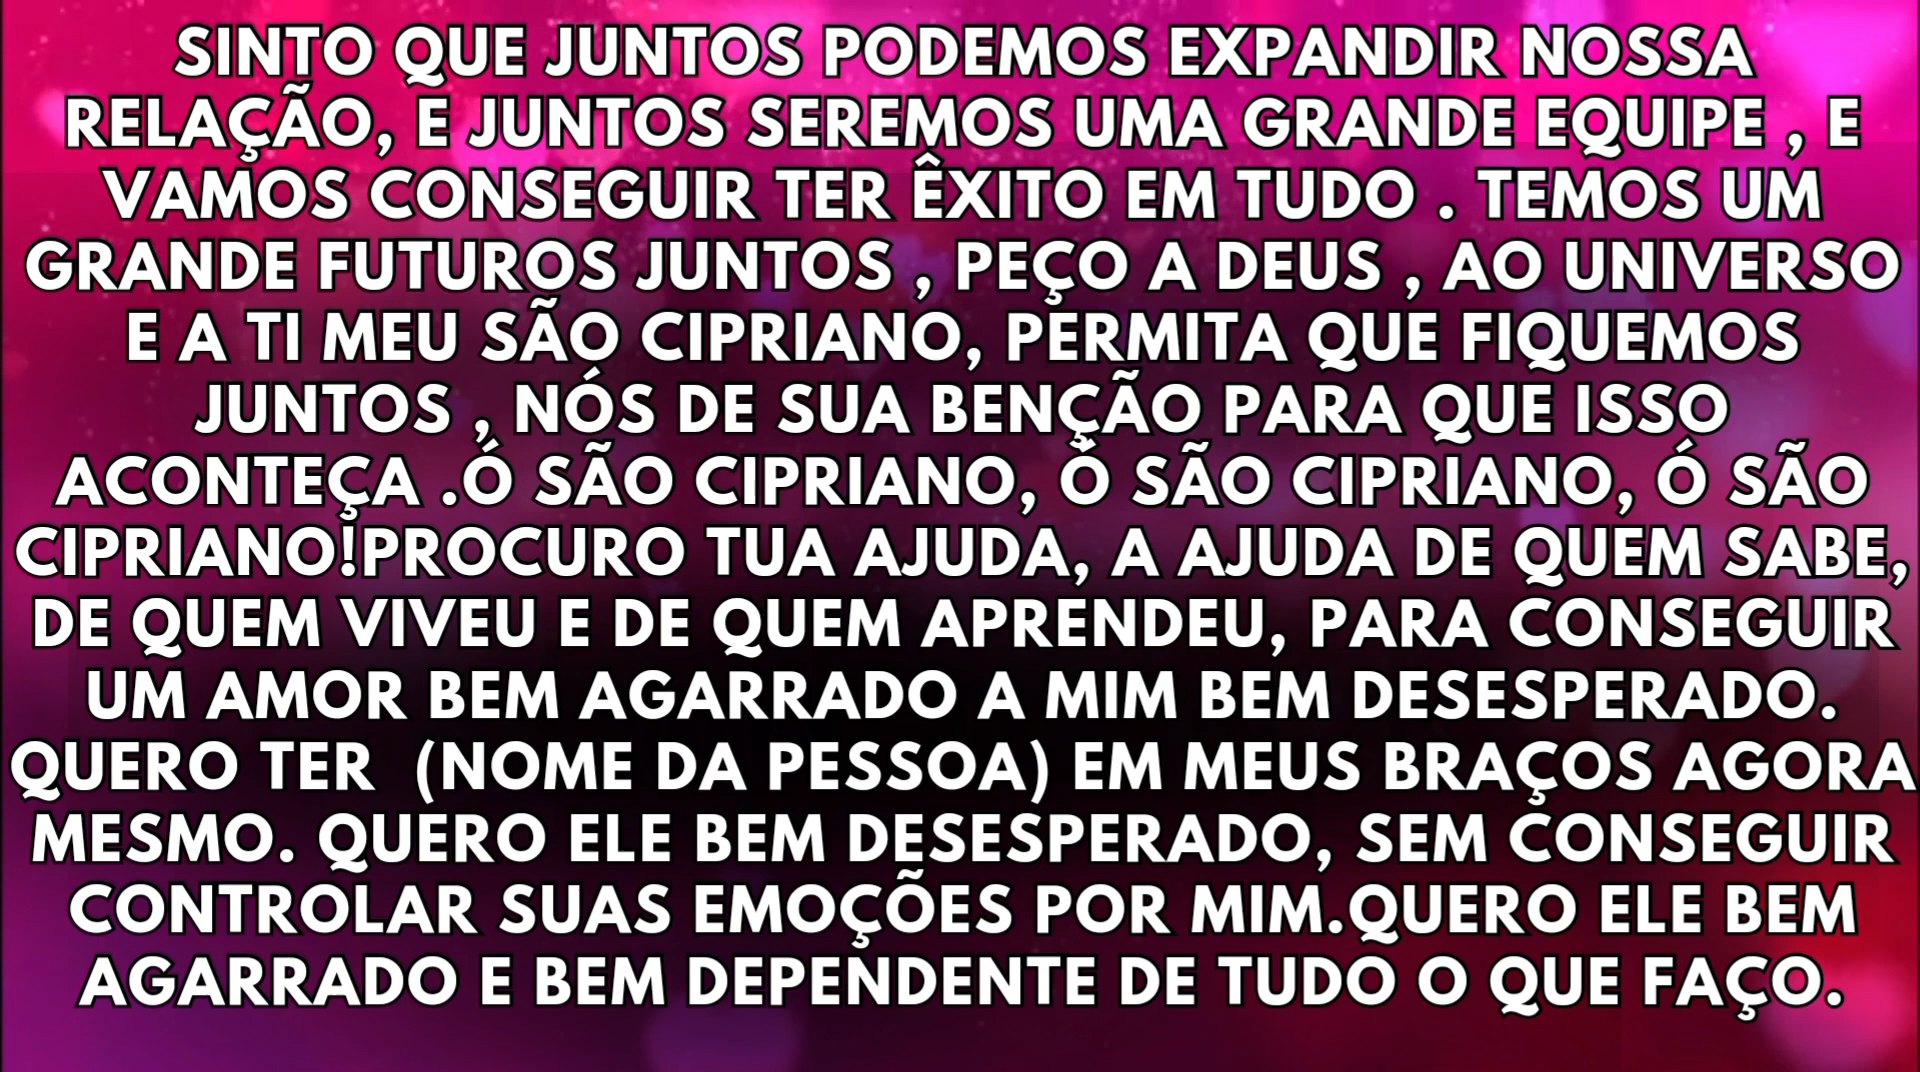 SINTO QUE JUNTOS PODEMOS EXPANDIR NOSSA
RELAÇÃO, E JUNTOS SEREMOS UMA GRANDE EQUIPE , E
VAMOS CONSEGUIR TER ÊXITO EM TUDO . TEMOS UM
GRANDE FUTUROS JUNTOS , PEÇO A DEUS , AO UNIVERSO
E A TI MEU SÃO CIPRIANO, PERMITA QUE FIQUEMOS
JUNTOS , NÓS DE SUA BENÇÃO PARA QUE ISSO
ACONTEÇA .Ó SÃO CIPRIANO, Ó SÃO CIPRIANO, Ó SÃO
CIPRIANO!PROCURO TUA AJUDA, A AJUDA DE QUEM SABE,
DE QUEM VIVEU E DE QUEM APRENDEU, PARA CONSEGUIR
UM AMOR BEM AGARRADO A MIM BEM DESESPERADO.
QUERO TER  (NOME DA PESSOA) EM MEUS BRAÇOS AGORA
MESMO. QUERO ELE BEM DESESPERADO, SEM CONSEGUIR
CONTROLAR SUAS EMOÇÕES POR MIM.QUERO ELE BEM
AGARRADO E BEM DEPENDENTE DE TUDO O QUE FAÇO.